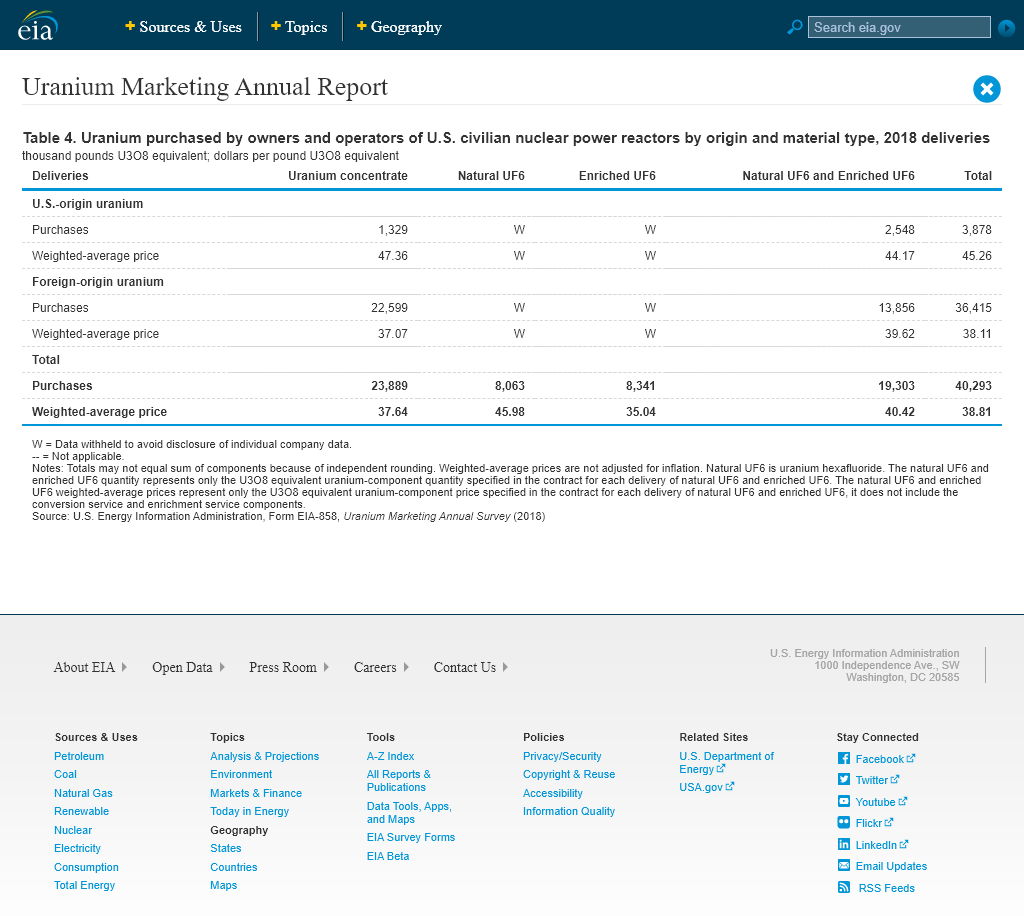 eia
+ Sources & Uses + Topics + Geography Search eia.gov
Uranium Marketing Annual Report
Table 4. Uranium purchased by owners and operators of U.S. civilian nuclear power reactors by origin and material type, 2018 deliveries
thousand pounds U3O8 equivalent; dollars per pound U3O8 equivalent
Deliveries Uranium concentrate Natural UF6 Enriched UF6 Natural UF6 and Enriched UF6 Total
U.S.-origin uranium
Purchases 1,329 W W 2,548 3,878
Weighted-average price 47.36 W W 44.17 45.26
Foreign-origin uranium
Purchases 22,599 W W 13,856 36,415
Weighted-average price 37.07 W W 39.62 38.11
Total
Purchases 23,889 8,063 8,341 19,303 40,293
Weighted-average price 37.64 45.98 35.04 40.42 38.81
W = Data withheld to avoid disclosure of individual company data.
-- = Not applicable.
Notes: Totals may not equal sum of components because of independent rounding. Weighted-average prices are not adjusted for inflation. Natural UF6 is uranium hexafluoride. The natural UF6 and
enriched UF6 quantity represents only the U3O8 equivalent uranium-component quantity specified in the contract for each delivery of natural UF6 and enriched UF6. The natural UF6 and enriched
UF6 weighted-average prices represent only the U3O8 equivalent uranium-component price specified in the contract for each delivery of natural UF6 and enriched UF6, it does not include the
conversion service and enrichment service components.
Source: U.S. Energy Information Administration, Form EIA-858, Uranium Marketing Annual Survey (2018)
About EIA Open Data Press Room Careers Contact Us
U.S. Energy Information Administration
1000 Independence Ave., SW
Washington, DC 20585
Sources & Uses
Petroleum
Coal
Natural Gas
Renewable
Nuclear
Electricity
Consumption
Total Energy
Topics
Analysis & Projections
Environment
Markets & Finance
Today in Energy
Geography
States
Countries
Maps
Tools
A-Z Index
All Reports &
Publications
Data Tools, Apps,
and Maps
EIA Survey Forms
EIA Beta
Policies
Privacy/Security
Copyright & Reuse
Accessibility
Information Quality
Related Sites
U.S. Department of
Energy
USA.gov
Stay Connected
Facebook
Twitter
Youtube
Flickr
LinkedIn
Email Updates
RSS Feeds